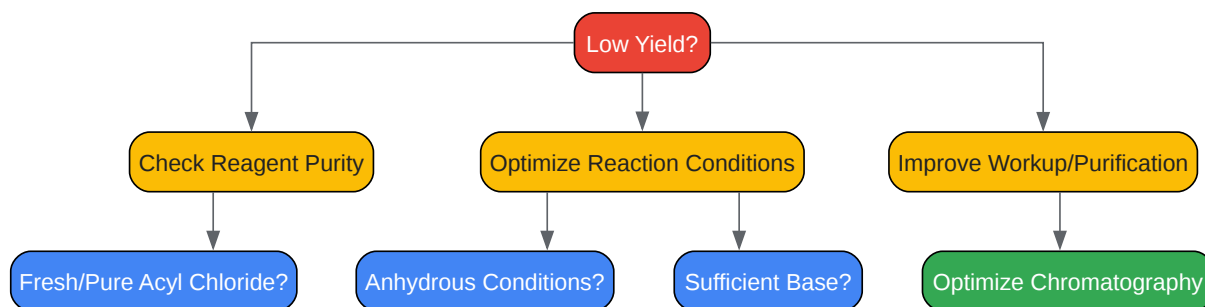 Low Yield?
Check Reagent Purity
Optimize Reaction Conditions
Improve Workup/Purification
Fresh/Pure Acyl Chloride?
Anhydrous Conditions?
Sufficient Base?
Optimize Chromatography